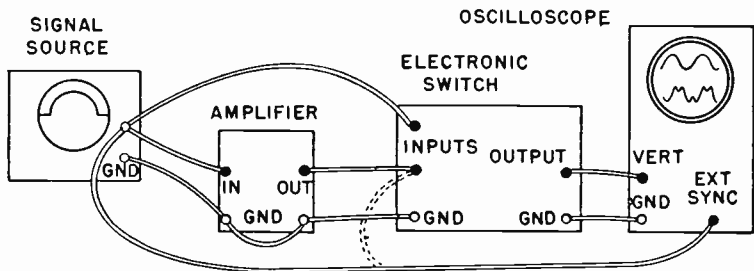 SIGNAL
SOURCE
GND
AMPLIFIER
IN
OUT
GND
ELECTRONIC
SWITCH
INPUTS
OUTPUT
GND
GND
OSCILLOSCOPE
VERT
GND
EXT
SYNC